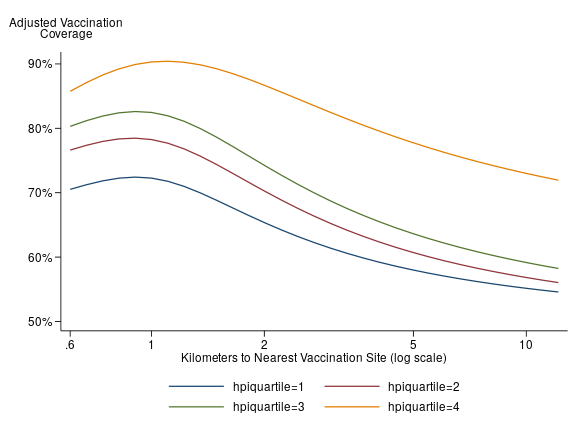 Adjusted Vaccination
Coverage
90%
80%
70%
60%
50%
.6
1
2
5
10
Kilometers to Nearest Vaccination Site (log scale)
hpiquartile=1
hpiquartile=2
hpiquartile=3
hpiquartile=4